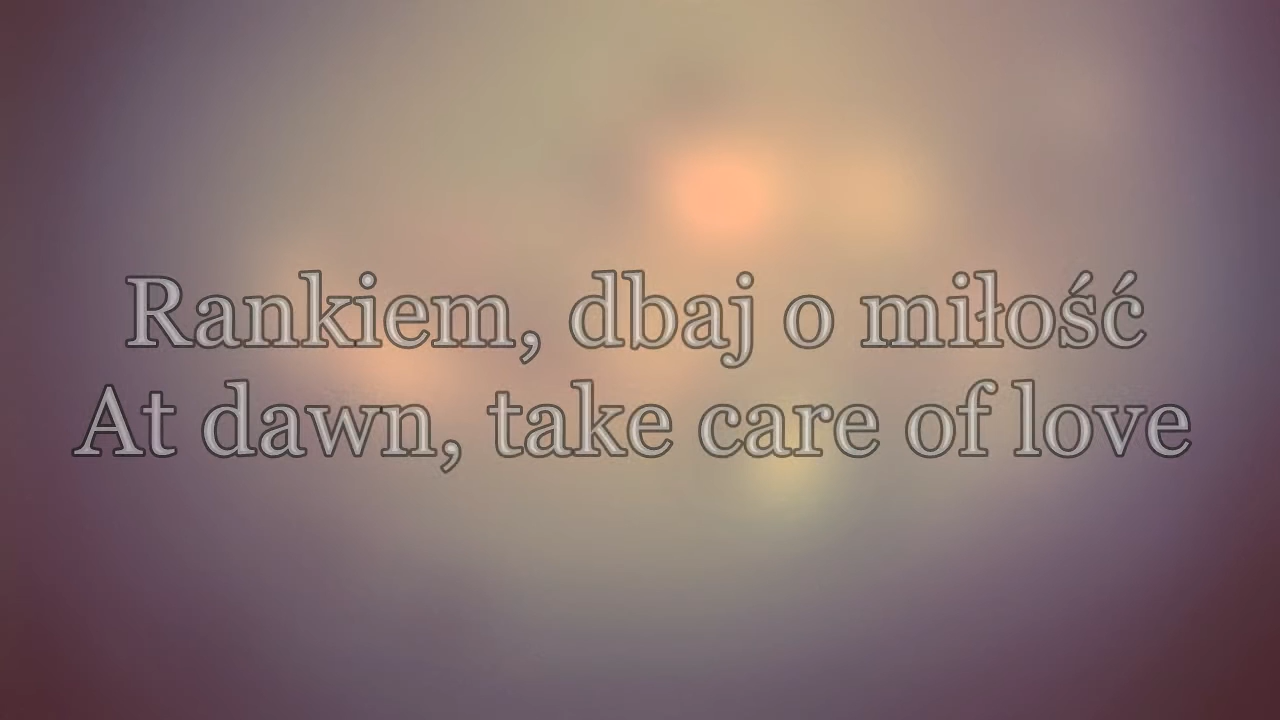 Rankiem, dbaj o miłość
At dawn, take care of love